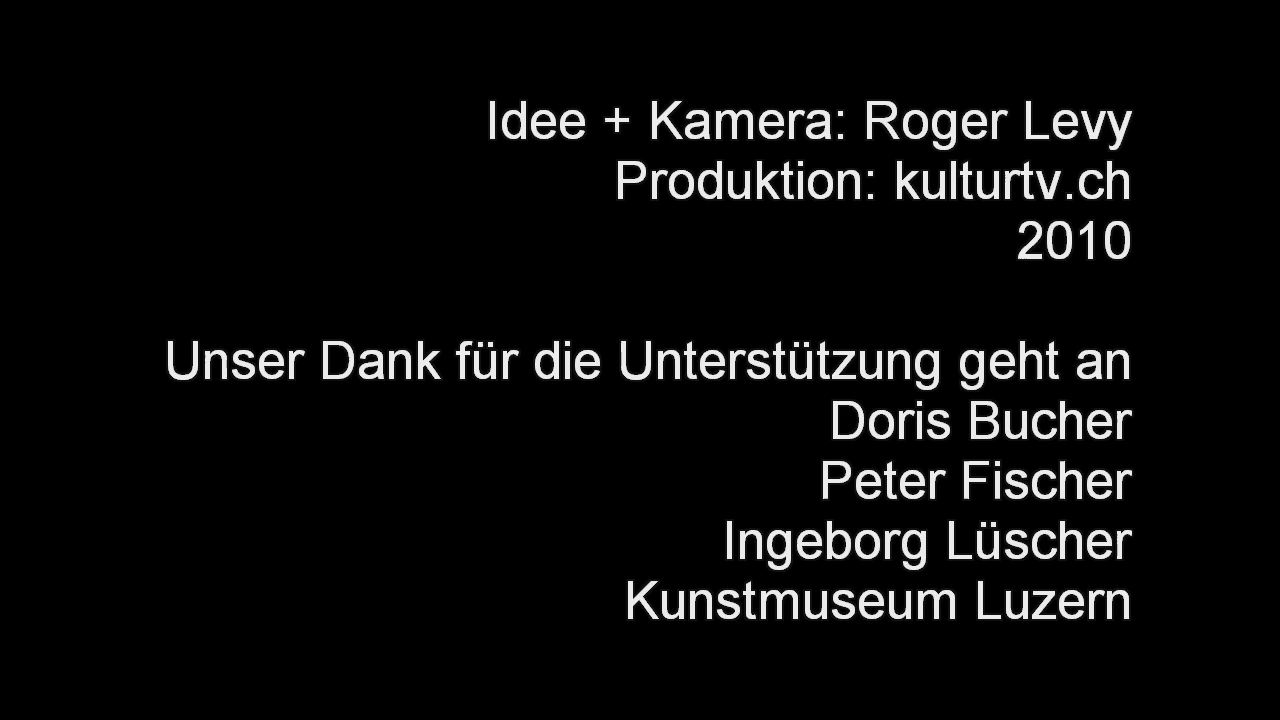 Idee + Kamera: Roger Levy
Produktion: kulturtv.ch
2010
Unser Dank für die Unterstützung geht an
Doris Bucher
Peter Fischer
Ingeborg Lüscher
Kunstmuseum Luzern